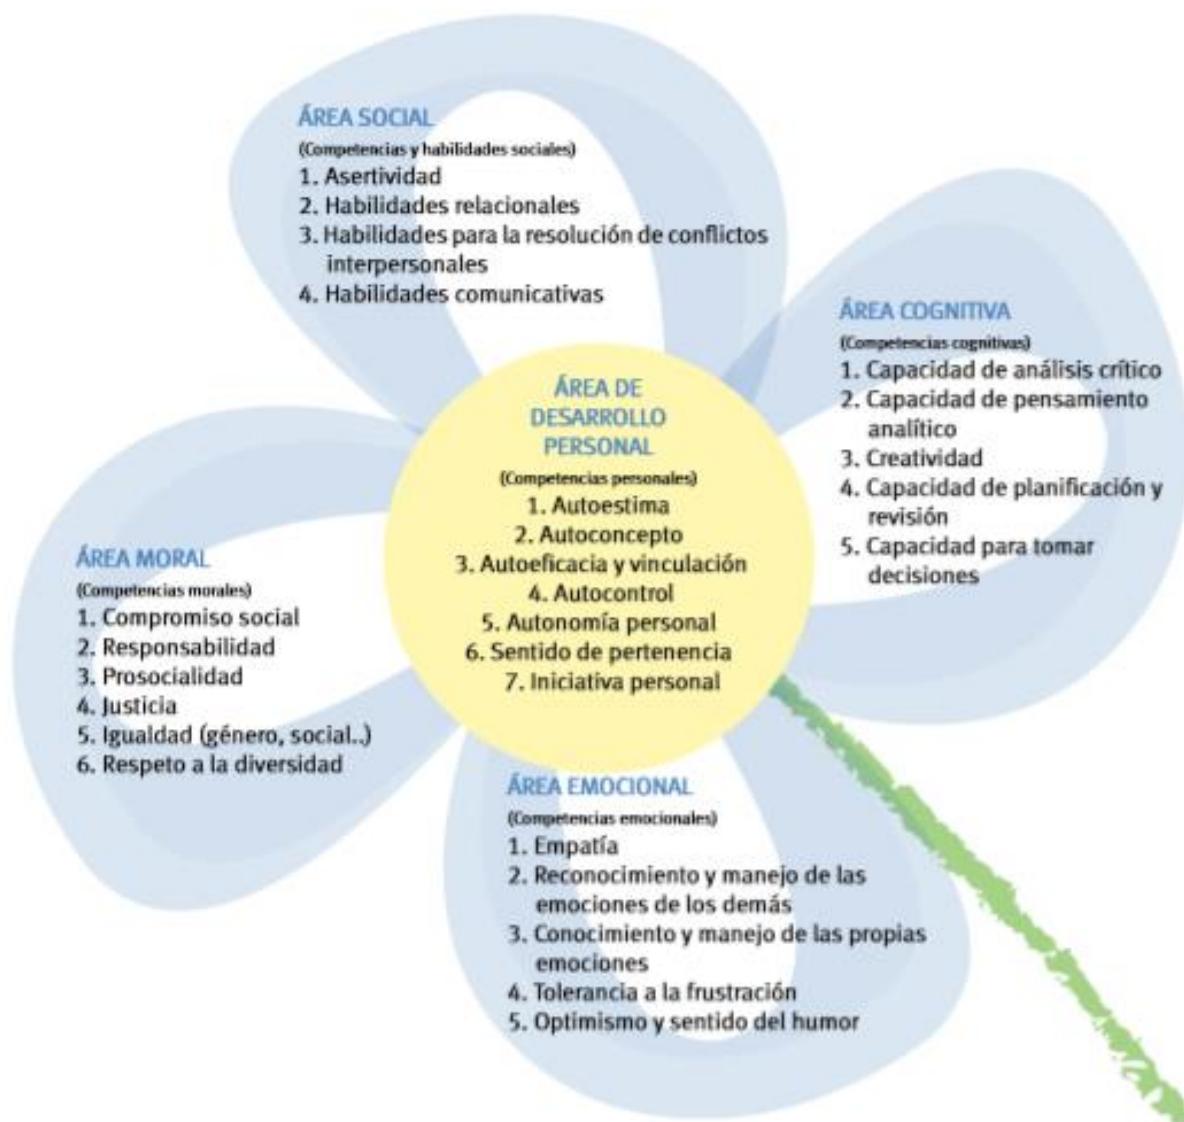 ÁREA SOCIAL
(Competencias y habilidades sociales)
1. Asertividad
2. Habilidades relacionales
3. Habilidades para la resolución de conflictos
interpersonales
4. Habilidades comunicativas
ÁREA COGNITIVA
(Competencias cognitivas)
1. Capacidad de análisis crítico
2. Capacidad de pensamiento
analítico
3. Creatividad
4. Capacidad de planificación y
revisión
5. Capacidad para tomar
decisiones
ÁREA DE
DESARROLLO
PERSONAL
(Competencias personales)
1. Autoestima
2. Autoconcepto
3. Autoeficacia y vinculación
4. Autocontrol
5. Autonomía personal
6. Sentido de pertenencia
7. Iniciativa personal
ÁREA MORAL
(Competencias morales)
1. Compromiso social
2. Responsabilidad
3. Prosocialidad
4. Justicia
5. Igualdad (género, social..)
6. Respeto a la diversidad
ÁREA EMOCIONAL
(Competencias emocionales)
1. Empatía
2. Reconocimiento y manejo de las
emociones de los demás
3. Conocimiento y manejo de las propias
emociones
4. Tolerancia a la frustración
5. Optimismo y sentido del humor